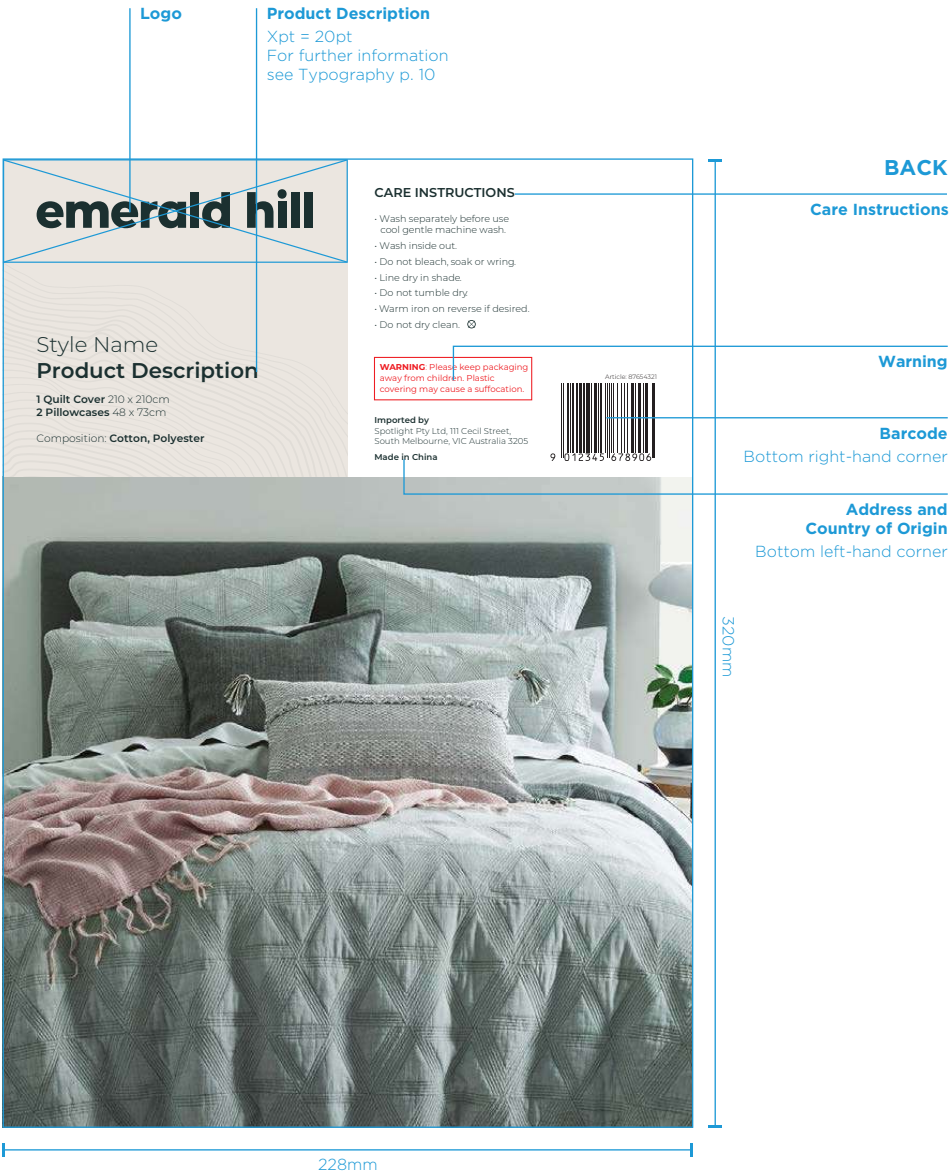 Logo
Product Description
Xpt = 20pt
For further information
see Typography p. 10
BACK
emerald hill
Style Name
Product Description
1 Quilt Cover 210 x 210cm
2 Pillowcases 48 x 73cm
Composition: Cotton, Polyester
CARE INSTRUCTIONS
· Wash separately before use
cool gentle machine wash.
· Wash inside out.
· Do not bleach, soak or wring.
· Line dry in shade.
· Do not tumble dry.
· Warm iron on reverse if desired.
· Do not dry clean.
WARNING: Please keep packaging
away from children. Plastic
covering may cause a suffocation.
Imported by
Spotlight Pty Ltd, 111 Cecil Street,
South Melbourne, VIC Australia 3205
Made in China
Article: 87654321
9 012345 678906
Care Instructions
Warning
Barcode
Bottom right-hand corner
Address and
Country of Origin
Bottom left-hand corner
320mm
228mm